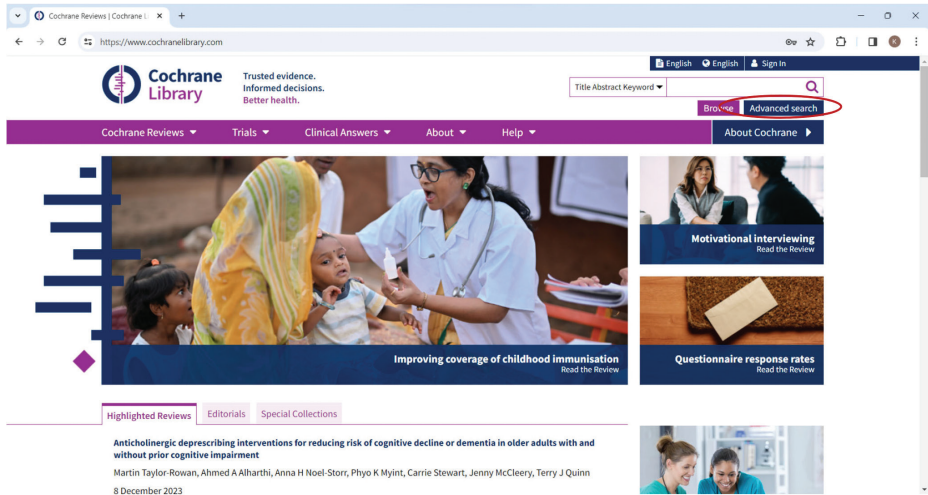 Cochrane Reviews | Cochrane L
https://www.cochranelibrary.com
K
English English Sign In
Cochrane
Library
Trusted evidence.
Informed decisions.
Better health.
Title Abstract Keyword
Browse Advanced search
Cochrane Reviews Trials Clinical Answers About Help About Cochrane
Improving coverage of childhood immunisation
Read the Review
Motivational interviewing
Read the Review
Questionnaire response rates
Read the Review
Highlighted Reviews Editorials Special Collections
Anticholinergic deprescribing interventions for reducing risk of cognitive decline or dementia in older adults with and
without prior cognitive impairment
Martin Taylor-Rowan, Ahmed A Alharthi, Anna H Noel-Storr, Phyo K Myint, Carrie Stewart, Jenny McCleery, Terry J Quinn
8 December 2023